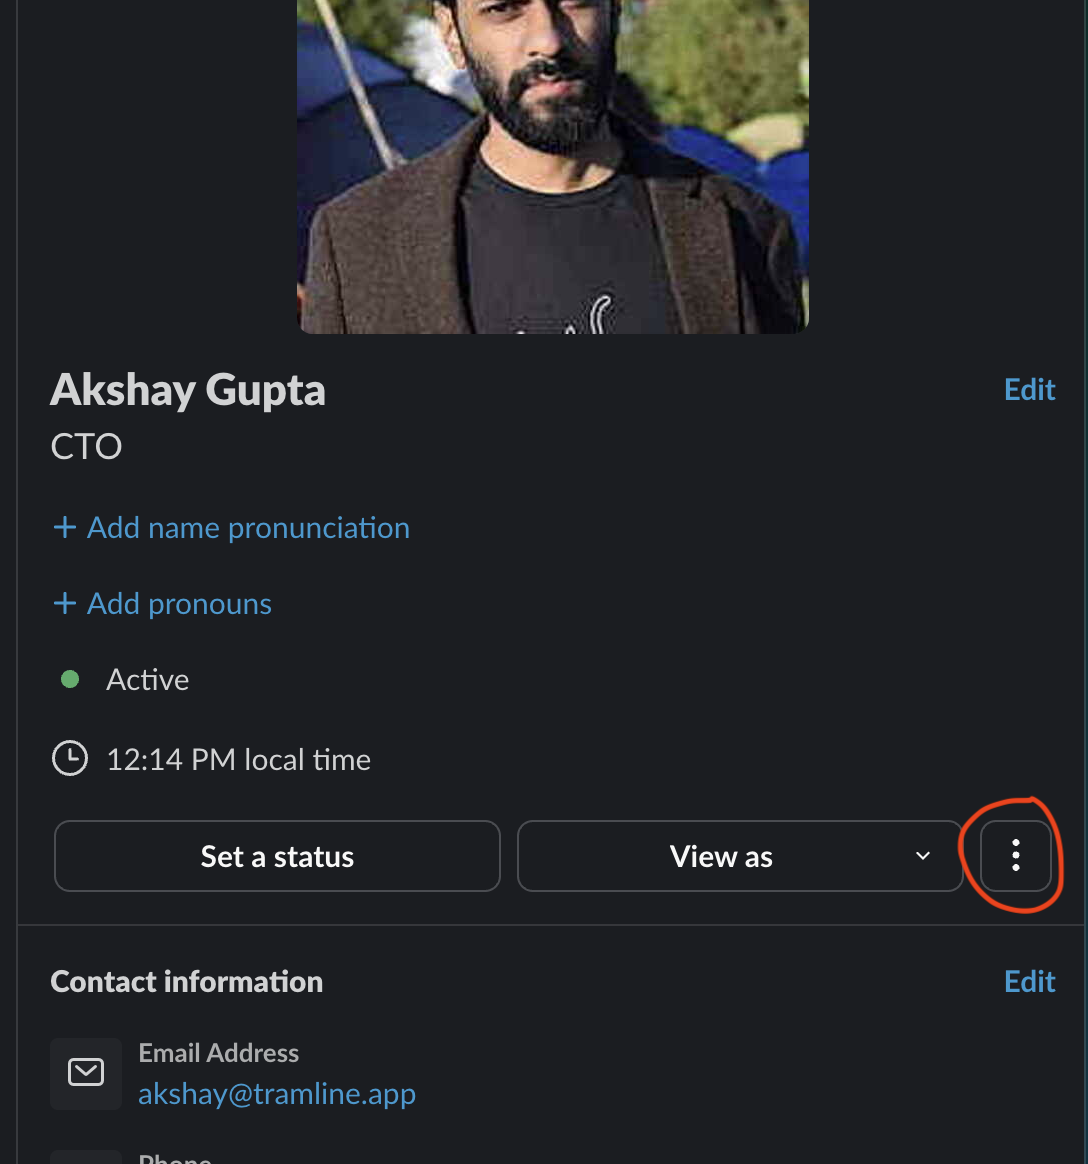 Akshay Gupta
Edit
CTO
+ Add name pronunciation
+ Add pronouns
Active
12:14 PM local time
Set a status
View as
Contact information
Edit
Email Address
akshay@tramline.app
Phone